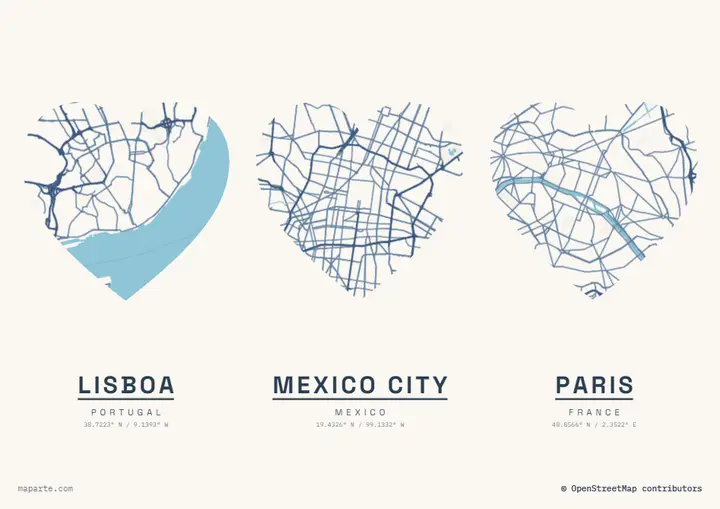 LISBOA
PORTUGAL
38.7223° N / 9.1393° W
MEXICO CITY
MEXICO
19.4326° N / 99.1332° W
PARIS
FRANCE
48.8566° N / 2.3522° E
maparte.com
© OpenStreetMap contributors